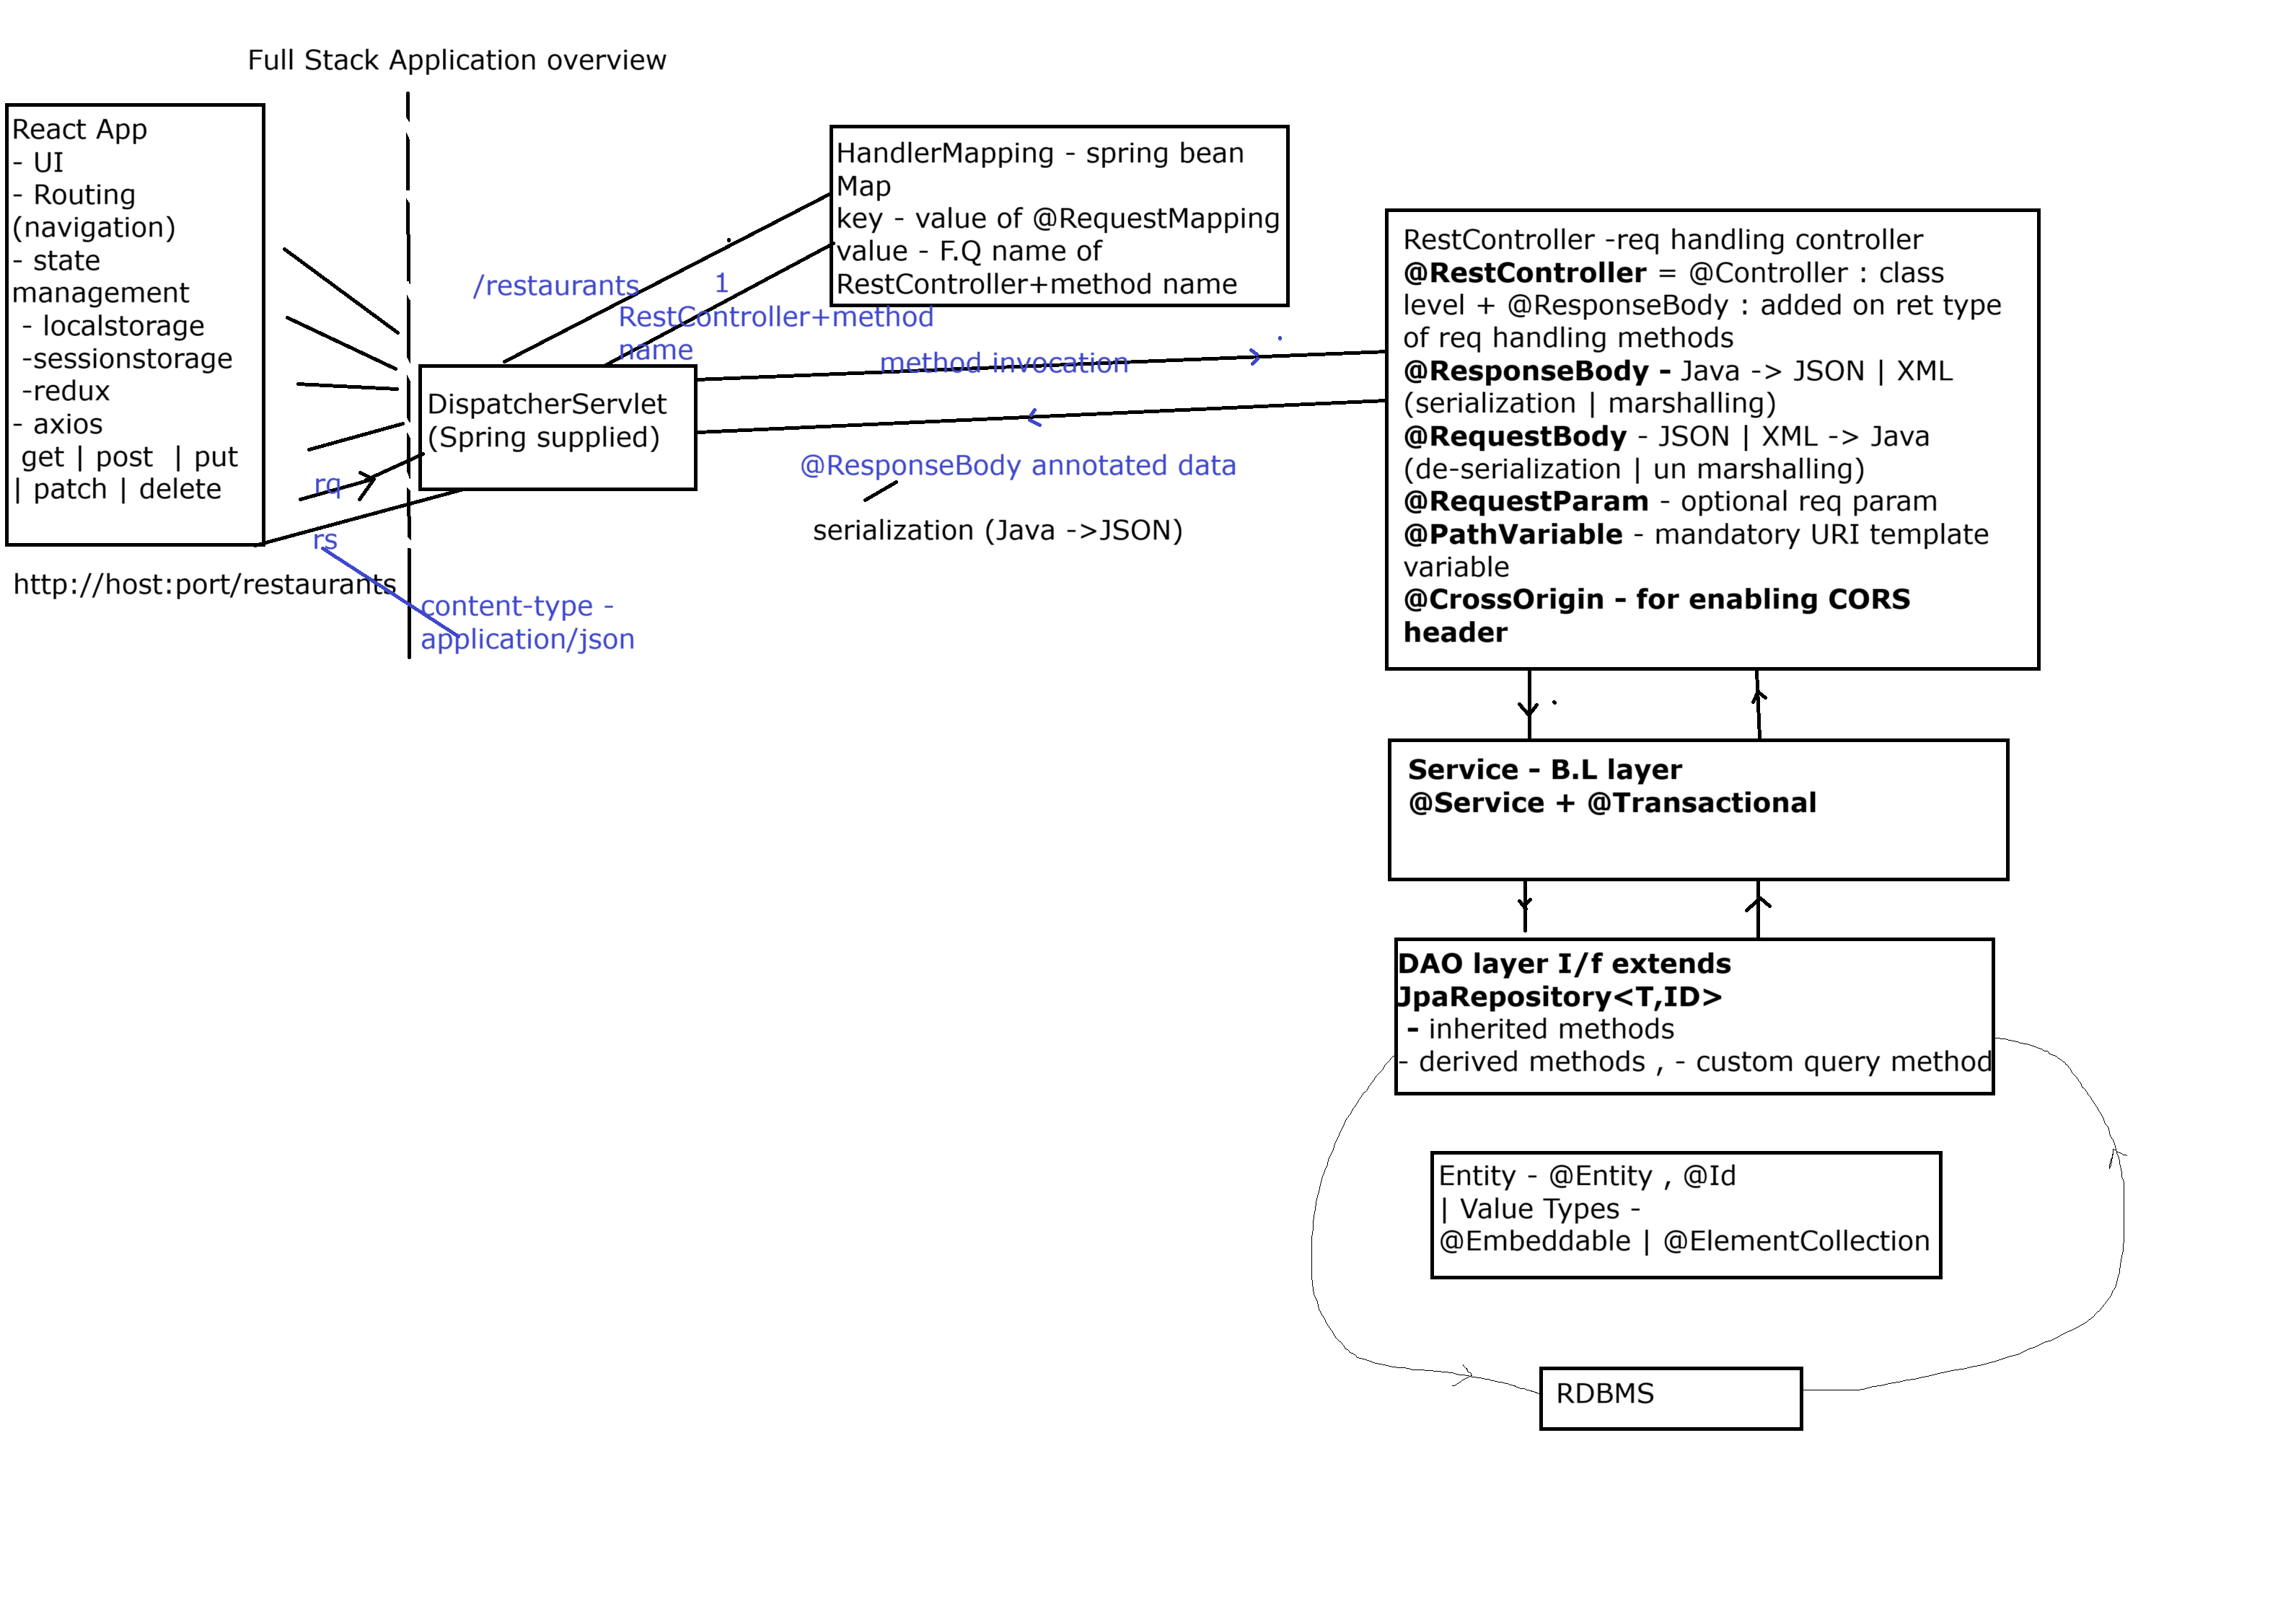 Full Stack Application overview
React App
- UI
- Routing
(navigation)
- state
management
- localstorage
-sessionstorage
-redux
- axios
get | post | put
| patch | delete
http://host:port/restaurants
rq
rs
content-type -
application/json
/restaurants
1
RestController+method
name
DispatcherServlet
(Spring supplied)
HandlerMapping - spring bean
Map
key - value of @RequestMapping
value - F.Q name of
RestController+method name
method invocation
@ResponseBody annotated data
serialization (Java ->JSON)
RestController -req handling controller
@RestController = @Controller : class
level + @ResponseBody : added on ret type
of req handling methods
@ResponseBody - Java -> JSON | XML
(serialization | marshalling)
@RequestBody - JSON | XML -> Java
(de-serialization | un marshalling)
@RequestParam - optional req param
@PathVariable - mandatory URI template
variable
@CrossOrigin - for enabling CORS
header
Service - B.L layer
@Service + @Transactional
DAO layer I/f extends
JpaRepository<T,ID>
- inherited methods
- derived methods , - custom query method
Entity - @Entity , @Id
| Value Types -
@Embeddable | @ElementCollection
RDBMS